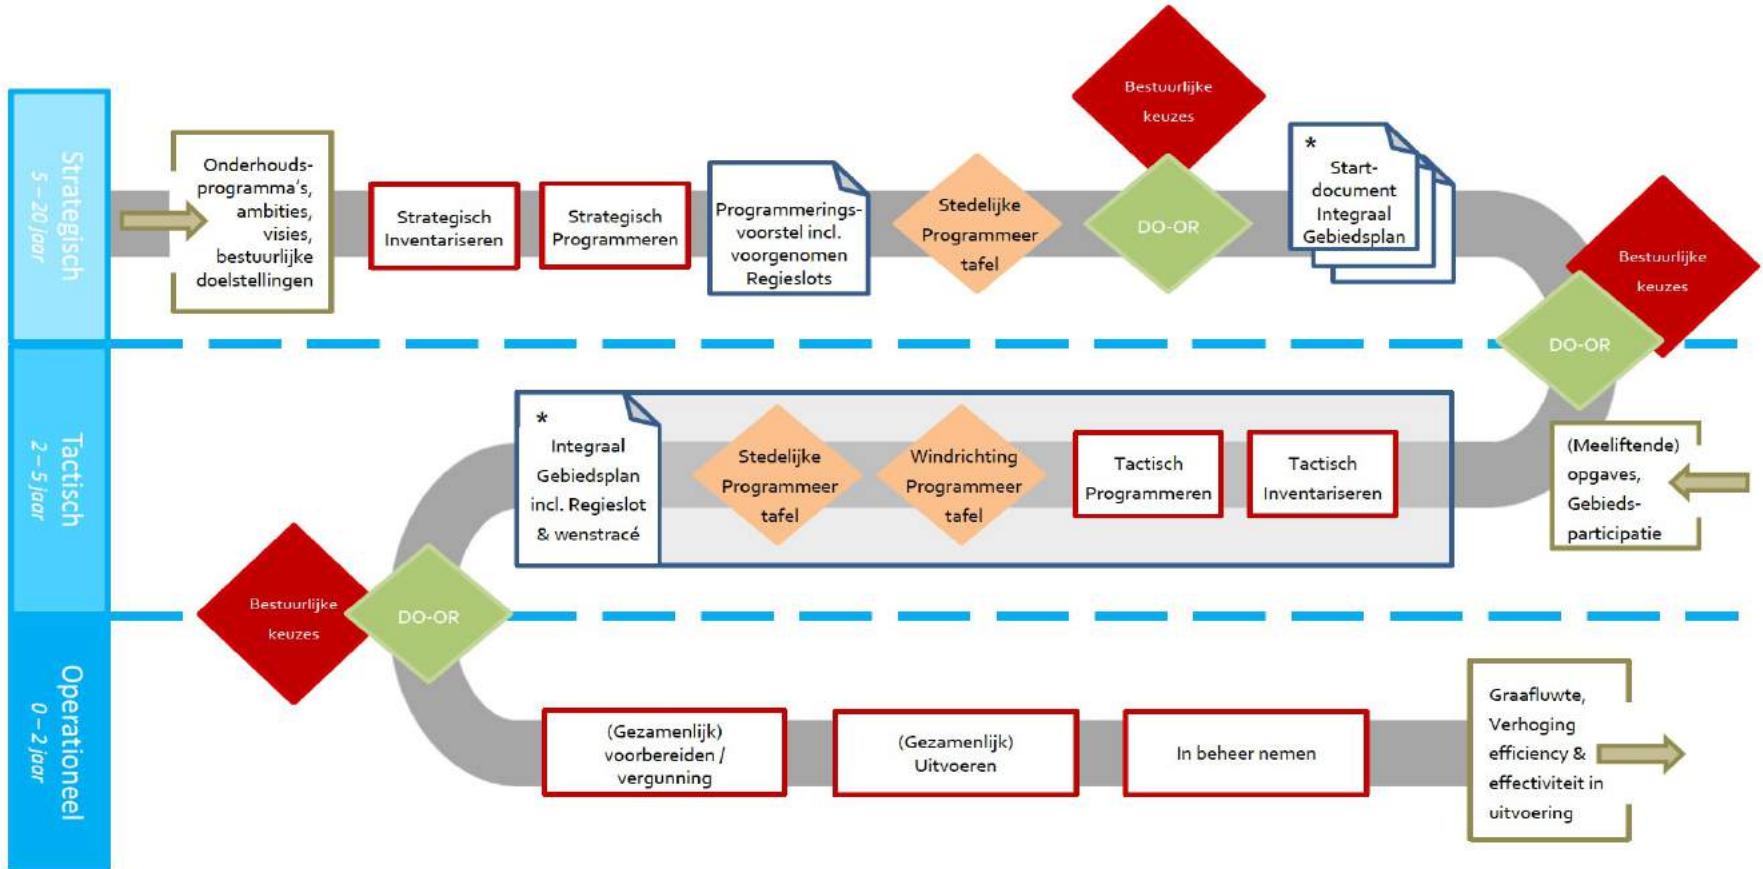 Strategisch
5 – 20 jaar
Onderhouds-
programma's,
ambities,
visies,
bestuurlijke
doelstellingen
Strategisch
Inventariseren
Strategisch
Programmeren
Programmerings-
voorstel incl.
voorgenomen
Regieslots
Stedelijke
Programmeer
tafel
Bestuurlijke
keuzes
DO-OR
*
Start-
document
Integraal
Gebiedsplan
Bestuurlijke
keuzes
DO-OR
Tactisch
2 – 5 jaar
(Meeliftende)
opgaves,
Gebieds-
participatie
Tactisch
Inventariseren
Tactisch
Programmeren
Windrichting
Programmeer
tafel
Stedelijke
Programmeer
tafel
*
Integraal
Gebiedsplan
incl. Regieslot
& wenstracé
Bestuurlijke
keuzes
DO-OR
Operationeel
0 – 2 jaar
(Gezamenlijk)
voorbereiden /
vergunning
(Gezamenlijk)
Uitvoeren
In beheer nemen
Graafluwte,
Verhoging
efficiency &
effectiviteit in
uitvoering